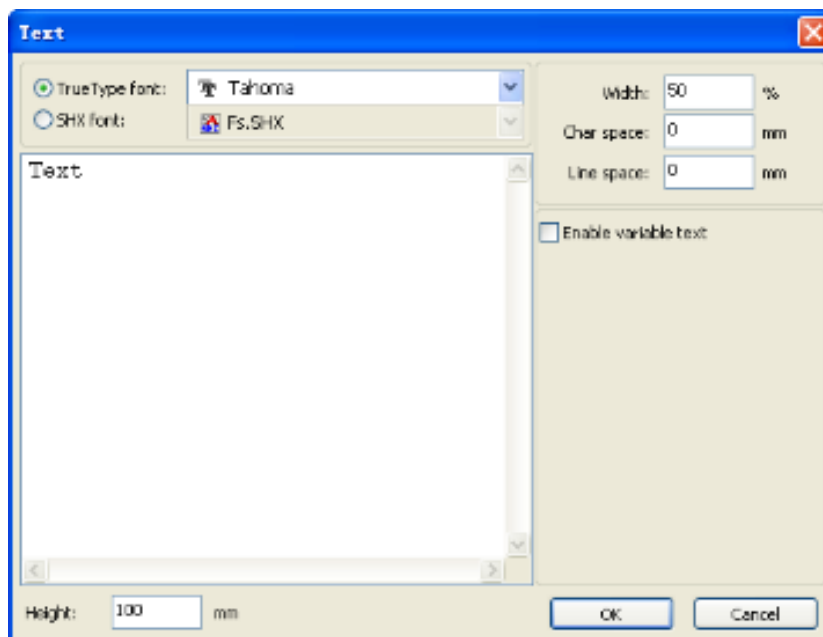 Text
TrueType font: Tahoma
SHX font: Fs.SHX
Text
Width: 50 %
Char space: 0 mm
Line space: 0 mm
Enable variable text
Height: 100 mm
OK Cancel